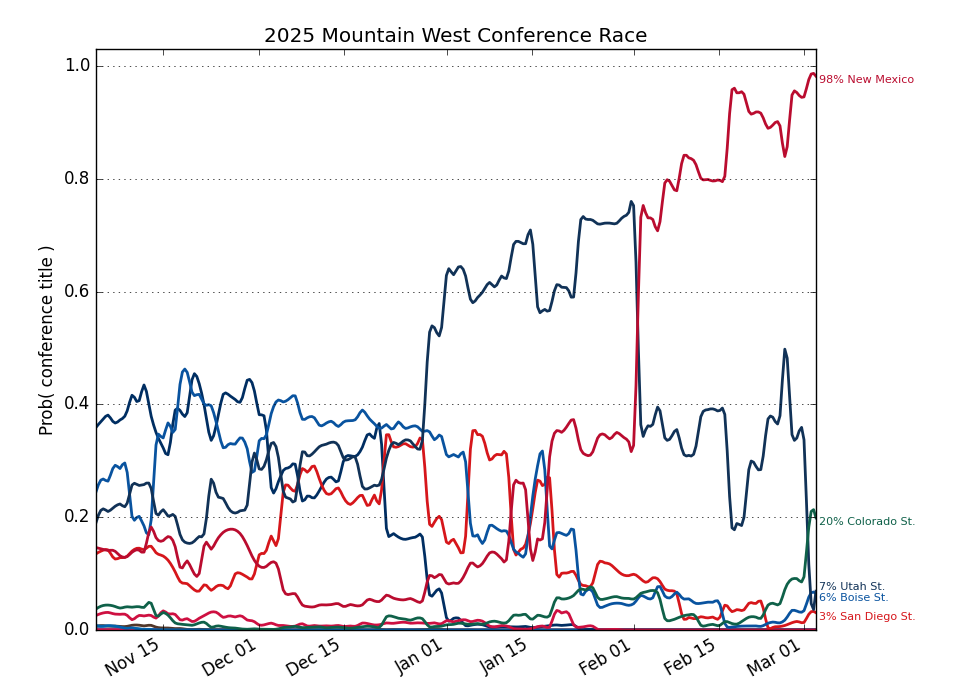 2025 Mountain West Conference Race
Prob( conference title )
1.0
0.8
0.6
0.4
0.2
0.0
Nov 15
Dec 01
Dec 15
Jan 01
Jan 15
Feb 01
Feb 15
Mar 01
98% New Mexico
20% Colorado St.
7% Utah St.
6% Boise St.
3% San Diego St.